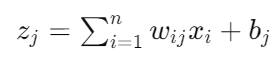 $z_j = \sum_{i=1}^{n} w_{ij} x_i + b_j$